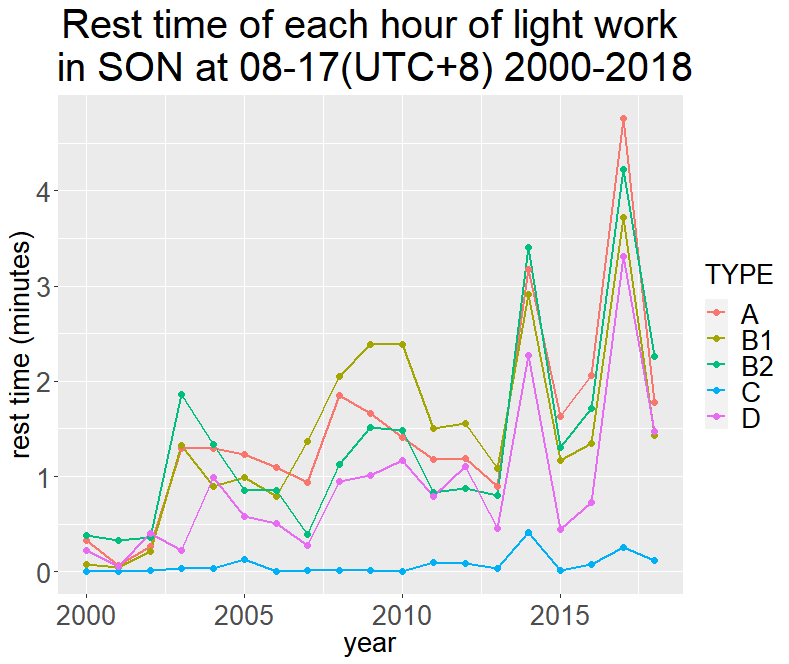 Rest time of each hour of light work
in SON at 08-17(UTC+8) 2000-2018
rest time (minutes)
4
3
2
1
0
2000 2005 2010 2015
year
TYPE
A
B1
B2
C
D